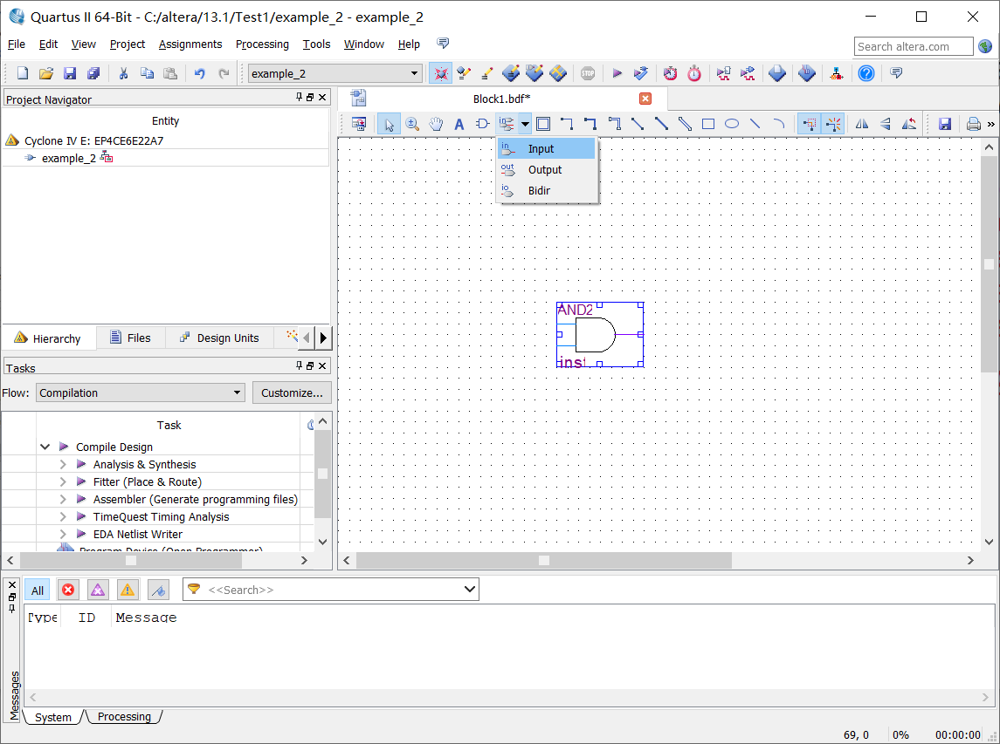 Quartus II 64-Bit - C:/altera/13.1/Test1/example_2 - example_2
File Edit View Project Assignments Processing Tools Window Help
Search altera.com
example_2
STOP
Project Navigator
Block1.bdf*
Entity
Cyclone IV E: EP4CE6E22A7
example_2
A
in
Input
out
Output
io
Bidir
AND2
inst
Hierarchy Files Design Units
Tasks
Flow: Compilation Customize...
Task
Compile Design
Analysis & Synthesis
Fitter (Place & Route)
Assembler (Generate programming files)
TimeQuest Timing Analysis
EDA Netlist Writer
Program Device (Open Programmer)
All <<Search>>
Type ID Message
Messages
System Processing
69, 0 0% 00:00:00